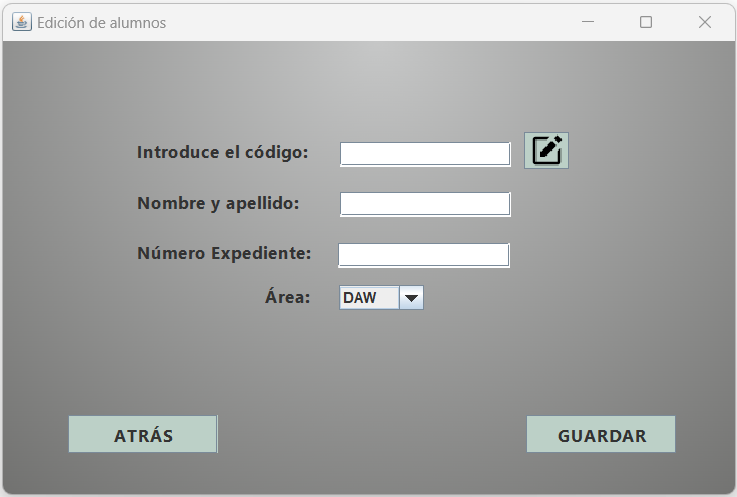 Edición de alumnos
Introduce el código:
Nombre y apellido:
Número Expediente:
Área: DAW
ATRÁS GUARDAR